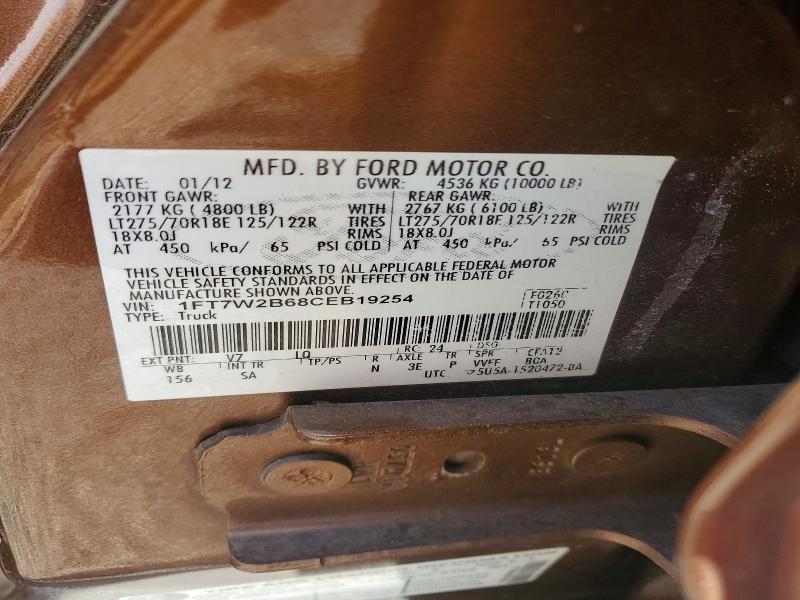 MFD. BY FORD MOTOR CO.
DATE: 01/12 GVWR: 4536 KG (10000 LB)
FRONT GAWR: REAR GAWR:
2177 KG ( 4800 LB) WITH 2767 KG ( 6100 LB) WITH
LT275/70R18E 125/122R TIRES LT275/70R18E 125/122R TIRES
18X8.0J RIMS 18X8.0J RIMS
AT 450 kPa/ 65 PSI COLD AT 450 kPa/ 65 PSI COLD
THIS VEHICLE CONFORMS TO ALL APPLICABLE FEDERAL MOTOR
VEHICLE SAFETY STANDARDS IN EFFECT ON THE DATE OF
MANUFACTURE SHOWN ABOVE.
VIN: 1FT7W2B68CEB19254 F0260
TYPE: Truck T1050
EXT PNT: V7 LQ RC: 24 DSO:
WB INT TR TP/PS R AXLE TR SPR
156 SA N 3E P VVFF BCA
UTC 5U5A-1520472-BA